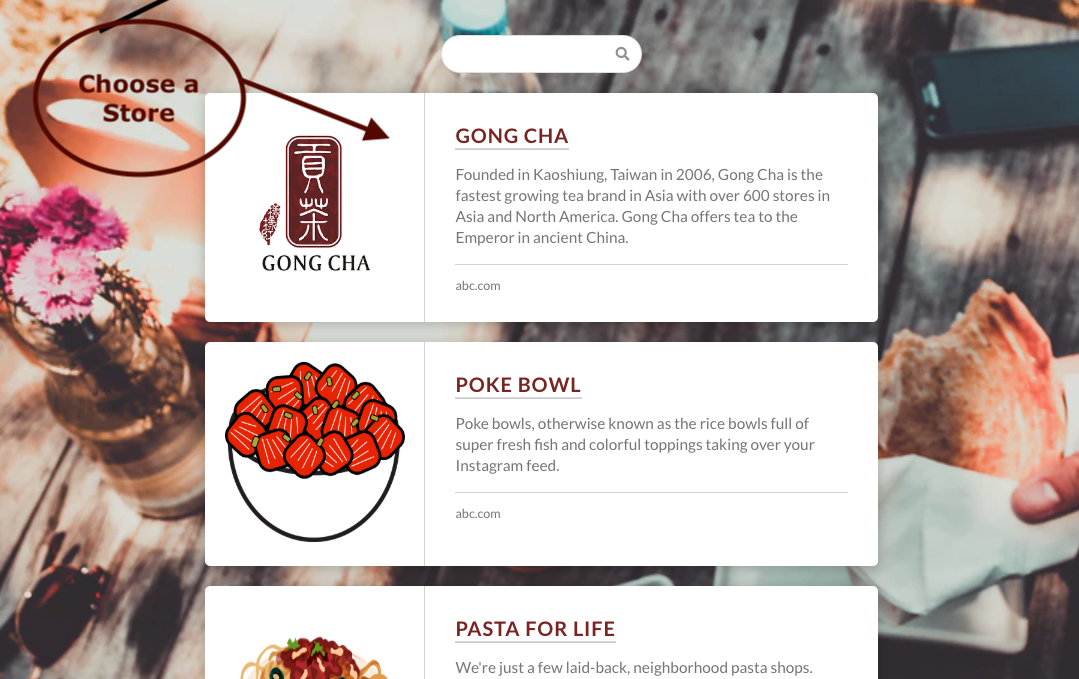 Choose a
Store
貢
茶
GONG CHA
GONG CHA
Founded in Kaoshiung, Taiwan in 2006, Gong Cha is the
fastest growing tea brand in Asia with over 600 stores in
Asia and North America. Gong Cha offers tea to the
Emperor in ancient China.
abc.com
POKE BOWL
Poke bowls, otherwise known as the rice bowls full of
super fresh fish and colorful toppings taking over your
Instagram feed.
abc.com
PASTA FOR LIFE
We're just a few laid-back, neighborhood pasta shops.